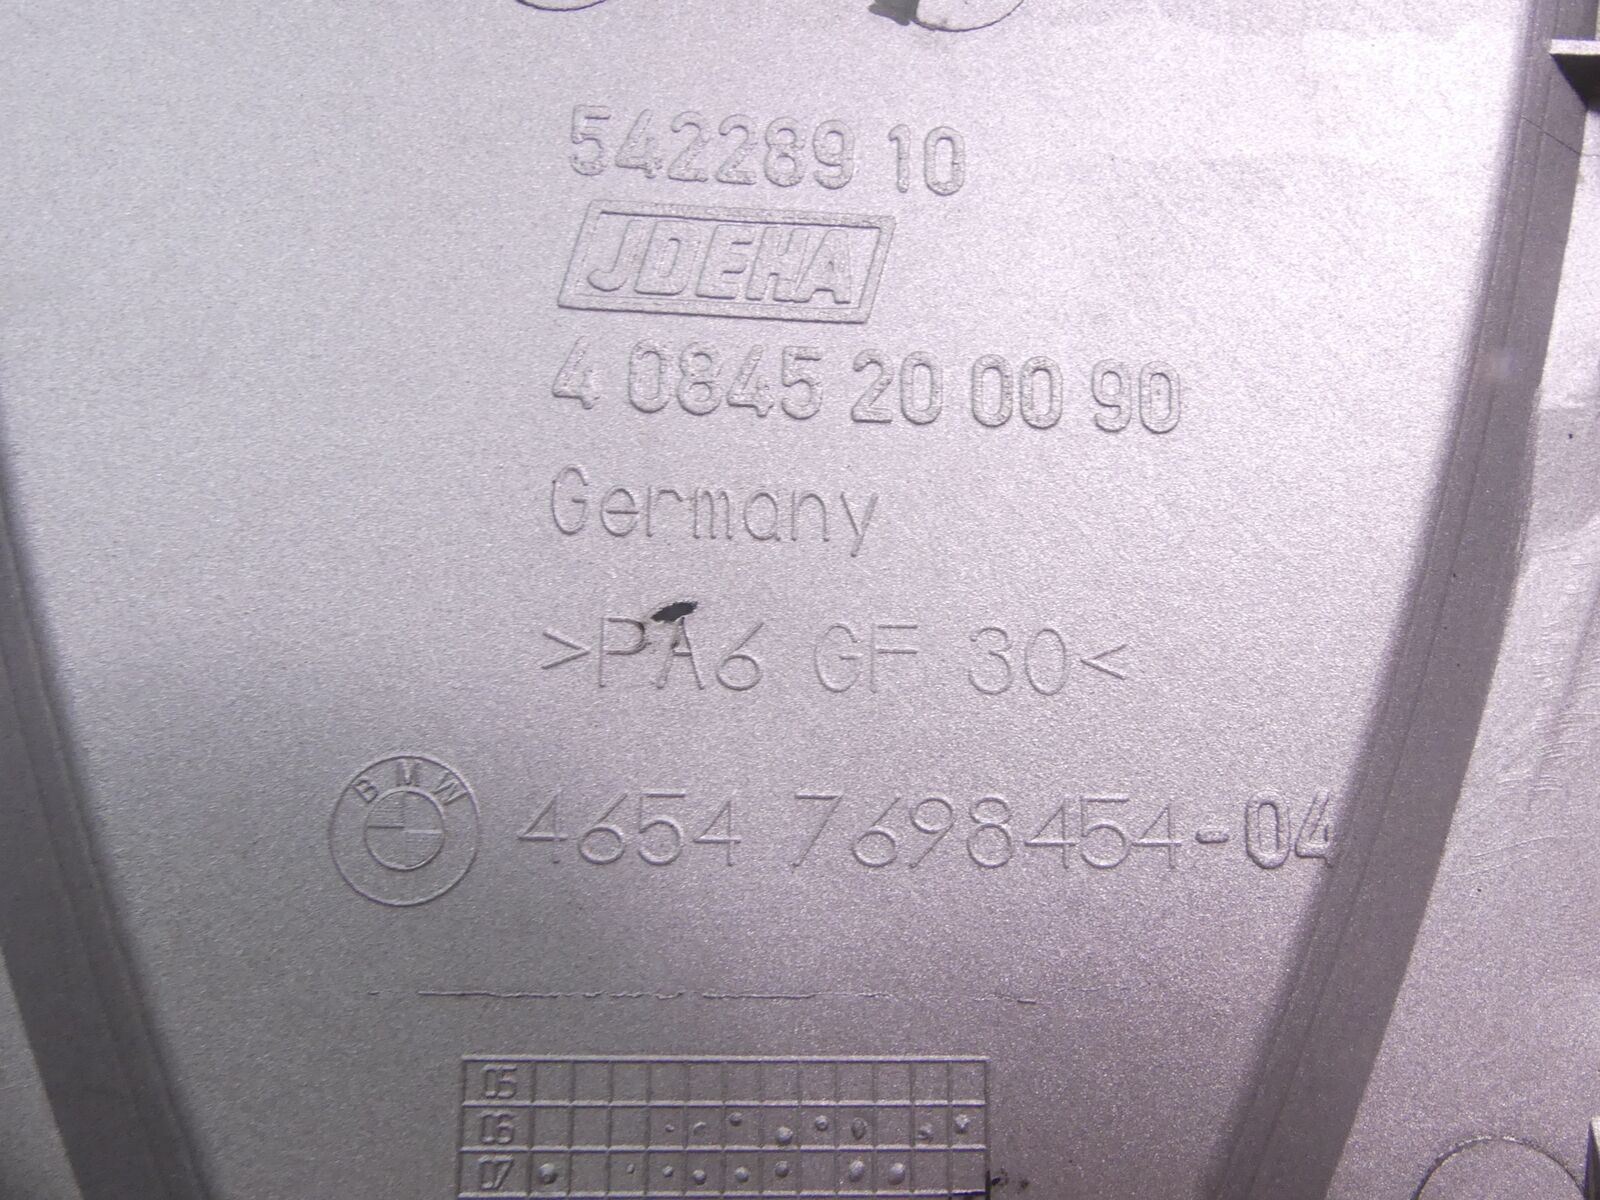 542289 10
JDEHA
4 0845 20 00 90
Germany
>PA6 GF 30<
BMW 4654 7698454-04
05
06
07